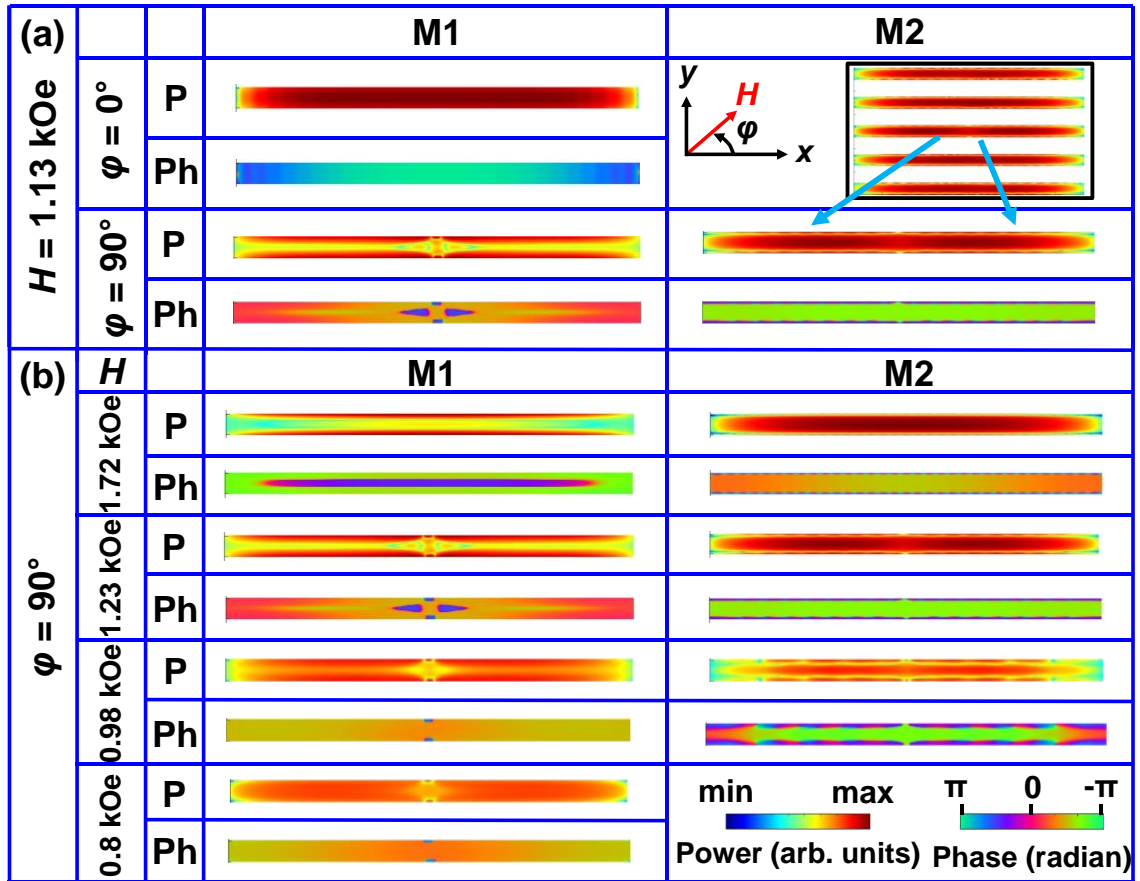 (a) M1 M2
H = 1.13 kOe
φ = 0°
P
Ph
y
H
φ
x
φ = 90°
P
Ph
(b) H M1 M2
φ = 90°
1.72 kOe
P
Ph
1.23 kOe
P
Ph
0.98 kOe
P
Ph
0.8 kOe
P
Ph
min max
Power (arb. units)
π 0 -π
Phase (radian)